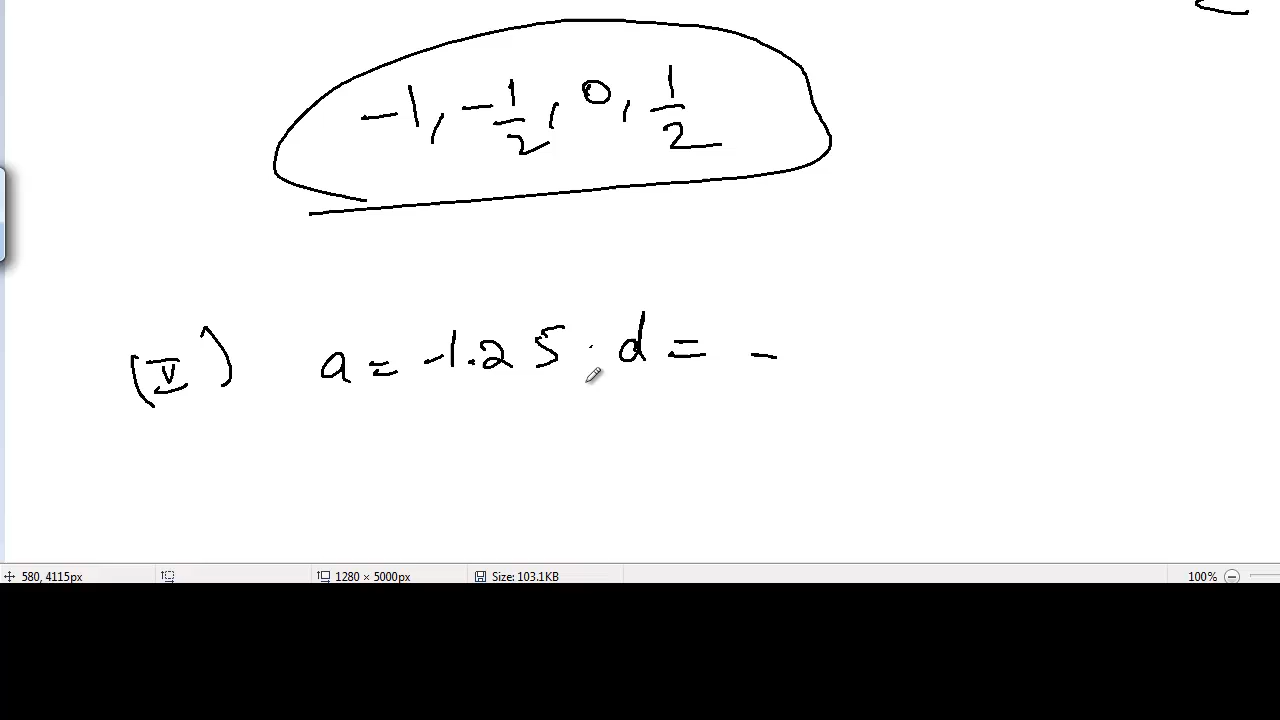 -1, -1/2, 0, 1/2
(V) a = -1.25, d = -
580, 4115px 1280 × 5000px Size: 103.1KB 100%